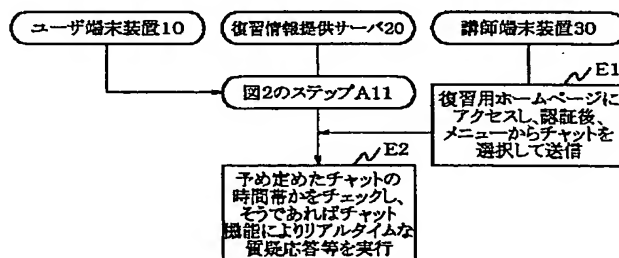 ユーザ端末装置10
復習情報提供サーバ20
講師端末装置30
図2のステップA11
E1
復習用ホームページに
アクセスし、認証後、
メニューからチャットを
選択して送信
E2
予め定めたチャットの
時間帯かをチェックし、
そうであればチャット
機能によりリアルタイムな
質疑応答等を実行